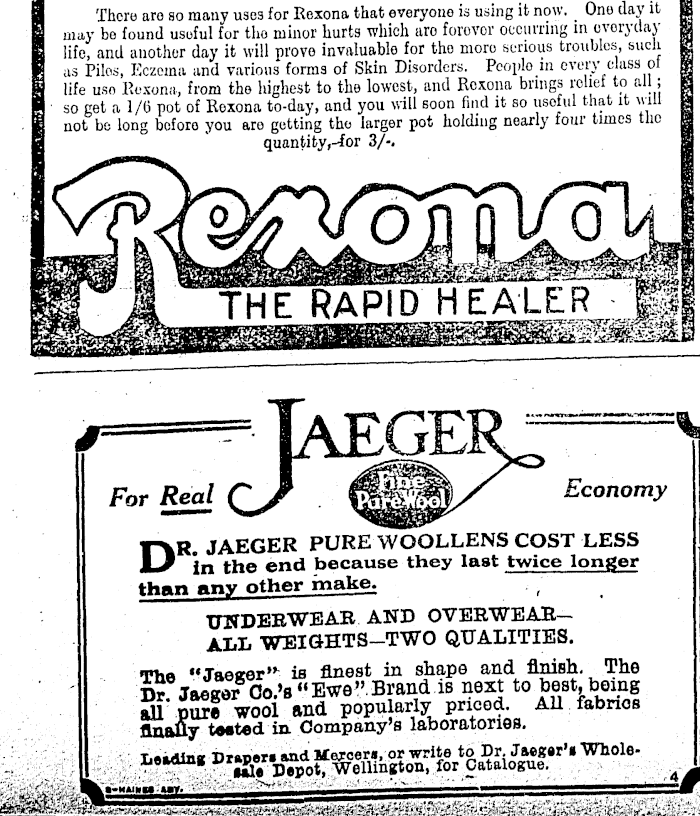 There are so many uses for Rexona that everyone is using it now. One day it
may be found useful for the minor hurts which are forever occurring in everyday
life, and another day it will prove invaluable for the more serious troubles, such
as Piles, Eczema and various forms of Skin Disorders. People in every class of
life use Rexona, from the highest to the lowest, and Rexona brings relief to all ;
so get a 1/6 pot of Rexona to-day, and you will soon find it so useful that it will
not be long before you are getting the larger pot holding nearly four times the
quantity,—for 3/-.
Rexona
THE RAPID HEALER
JAEGER
Fine
Pure Wool
For Real Economy
DR. JAEGER PURE WOOLLENS COST LESS
in the end because they last twice longer
than any other make.
UNDERWEAR AND OVERWEAR—
ALL WEIGHTS—TWO QUALITIES.
The "Jaeger" is finest in shape and finish. The
Dr. Jaeger Co.'s "Ewe" Brand is next to best, being
all pure wool and popularly priced. All fabrics
finally tested in Company's laboratories.
Leading Drapers and Mercers, or write to Dr. Jaeger's Whole-
sale Depot, Wellington, for Catalogue.
HAINES ADV.
4